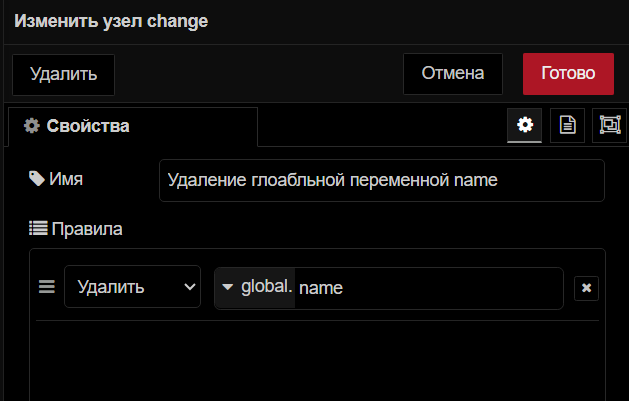 Изменить узел change
Удалить
Отмена
Готово
Свойства
Имя
Удаление глоабльной переменной name
Правила
Удалить
global. name